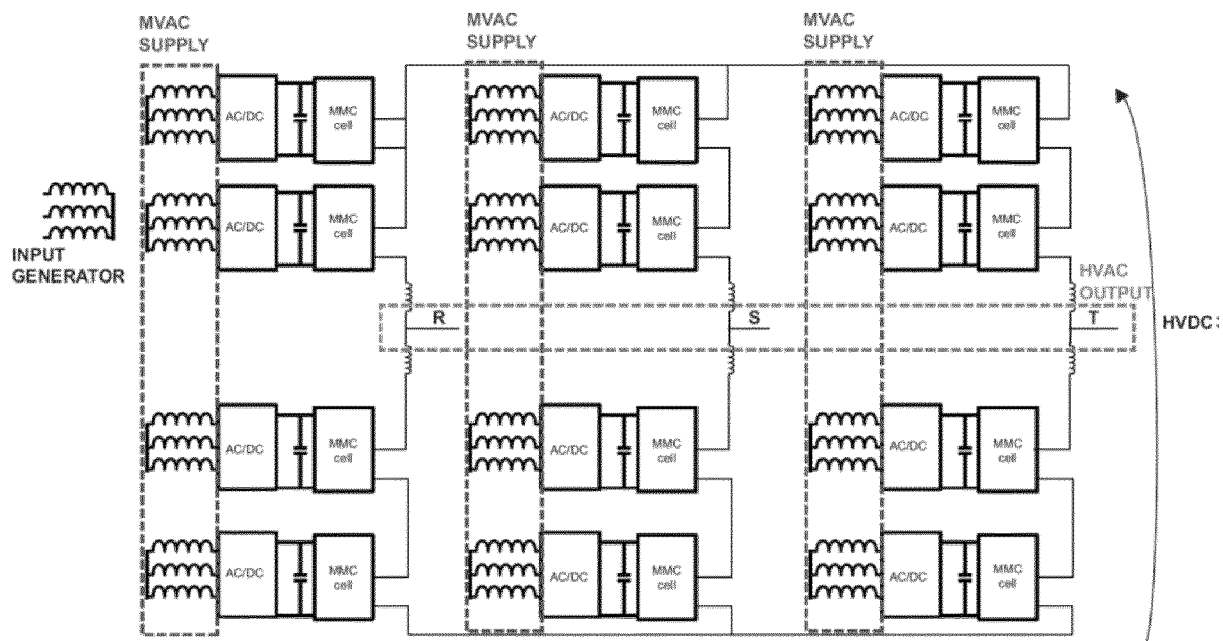 MVAC
SUPPLY
MVAC
SUPPLY
MVAC
SUPPLY
AC/DC
MMC
cell
AC/DC
MMC
cell
AC/DC
MMC
cell
AC/DC
MMC
cell
AC/DC
MMC
cell
AC/DC
MMC
cell
INPUT
GENERATOR
HVAC
OUTPUT
R
S
T
HVDC :
AC/DC
MMC
cell
AC/DC
MMC
cell
AC/DC
MMC
cell
AC/DC
MMC
cell
AC/DC
MMC
cell
AC/DC
MMC
cell